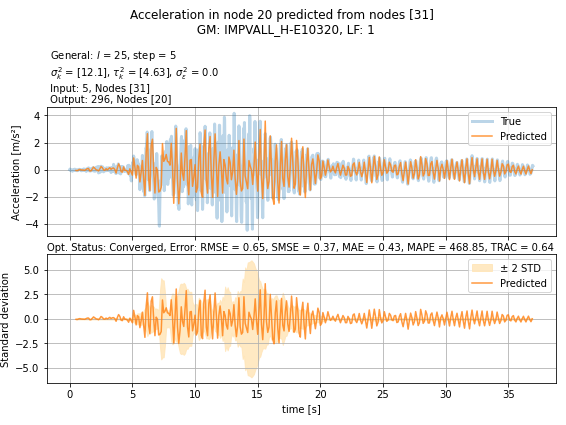 Acceleration in node 20 predicted from nodes [31]
GM: IMPVALL_H-E10320, LF: 1
General: l = 25, step = 5
σ²ₖ = [12.1], τ²ₖ = [4.63], σ²ε = 0.0
Input: 5, Nodes [31]
Output: 296, Nodes [20]
Acceleration [m/s²]
4
2
0
−2
−4
True
Predicted
Opt. Status: Converged, Error: RMSE = 0.65, SMSE = 0.37, MAE = 0.43, MAPE = 468.85, TRAC = 0.64
Standard deviation
5.0
2.5
0.0
−2.5
−5.0
± 2 STD
Predicted
0 5 10 15 20 25 30 35
time [s]